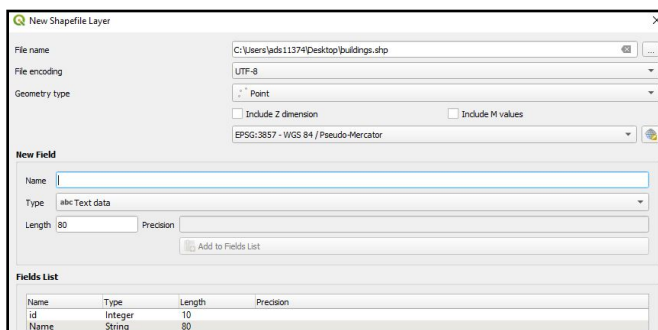 New Shapefile Layer
File name C:\Users\ads11374\Desktop\buildings.shp ...
File encoding UTF-8
Geometry type Point
Include Z dimension Include M values
EPSG:3857 - WGS 84 / Pseudo-Mercator
New Field
Name
Type abc Text data
Length 80 Precision
Add to Fields List
Fields List
Name Type Length Precision
id Integer 10
Name String 80